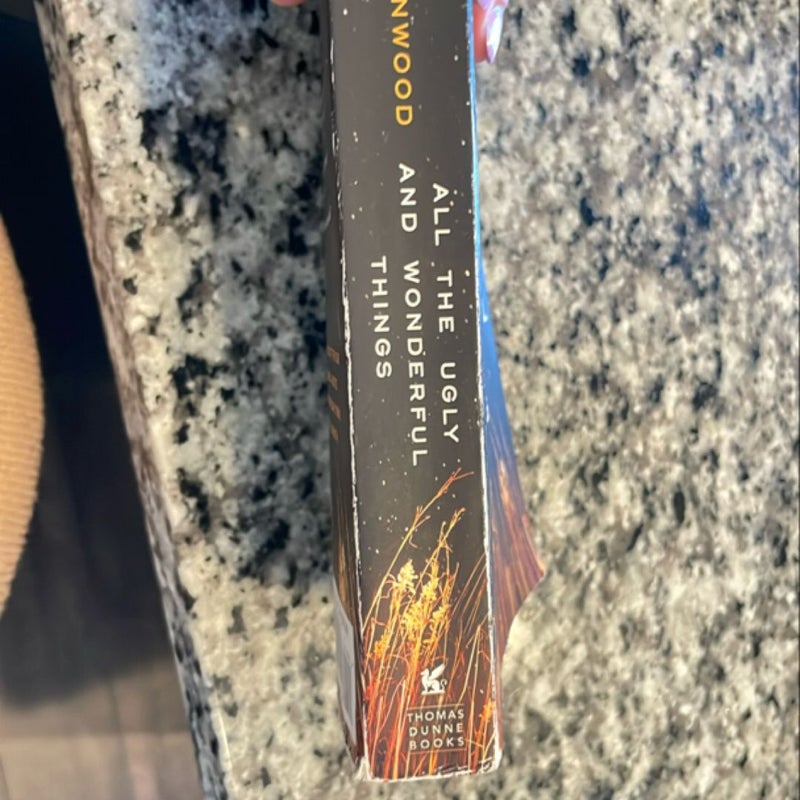 NWOOD
ALL THE UGLY
AND WONDERFUL
THINGS
THOMAS
DUNNE
BOOKS